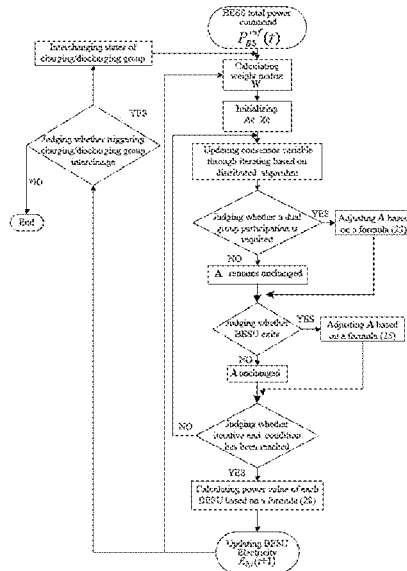 BESS total power
command
P_BS^ref(t)
Interchanging states of
charging/discharging group
Calculating
weight matrix
W
YES
Initializing
Judging whether triggering
charging/discharging group
interchange
Updating consensus variable
through iterating based on
distributed algorithm
NO
End
Judging whether a dual
group participation is
required
YES
Adjusting A based
on a formula
NO
A remains unchanged
Judging whether
BESU exits
YES
Adjusting A based
on a formula (25)
NO
A unchanged
NO
Judging whether
iterative end condition
has been reached
YES
Calculating power value of each
BESU based on a formula
Updating BESU
Electricity
(t+1)